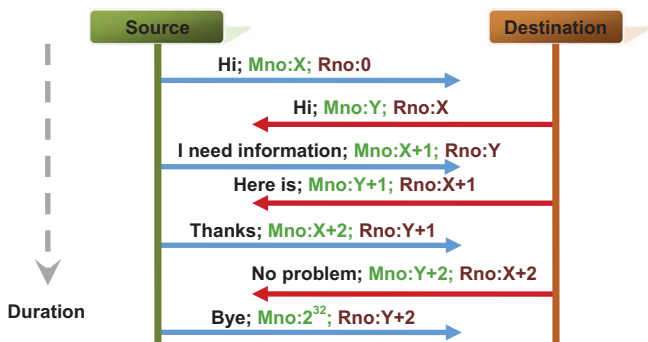 Source
Destination
Hi; Mno:X; Rno:0
Hi; Mno:Y; Rno:X
I need information; Mno:X+1; Rno:Y
Here is; Mno:Y+1; Rno:X+1
Thanks; Mno:X+2; Rno:Y+1
No problem; Mno:Y+2; Rno:X+2
Duration
Bye; Mno:2³²; Rno:Y+2